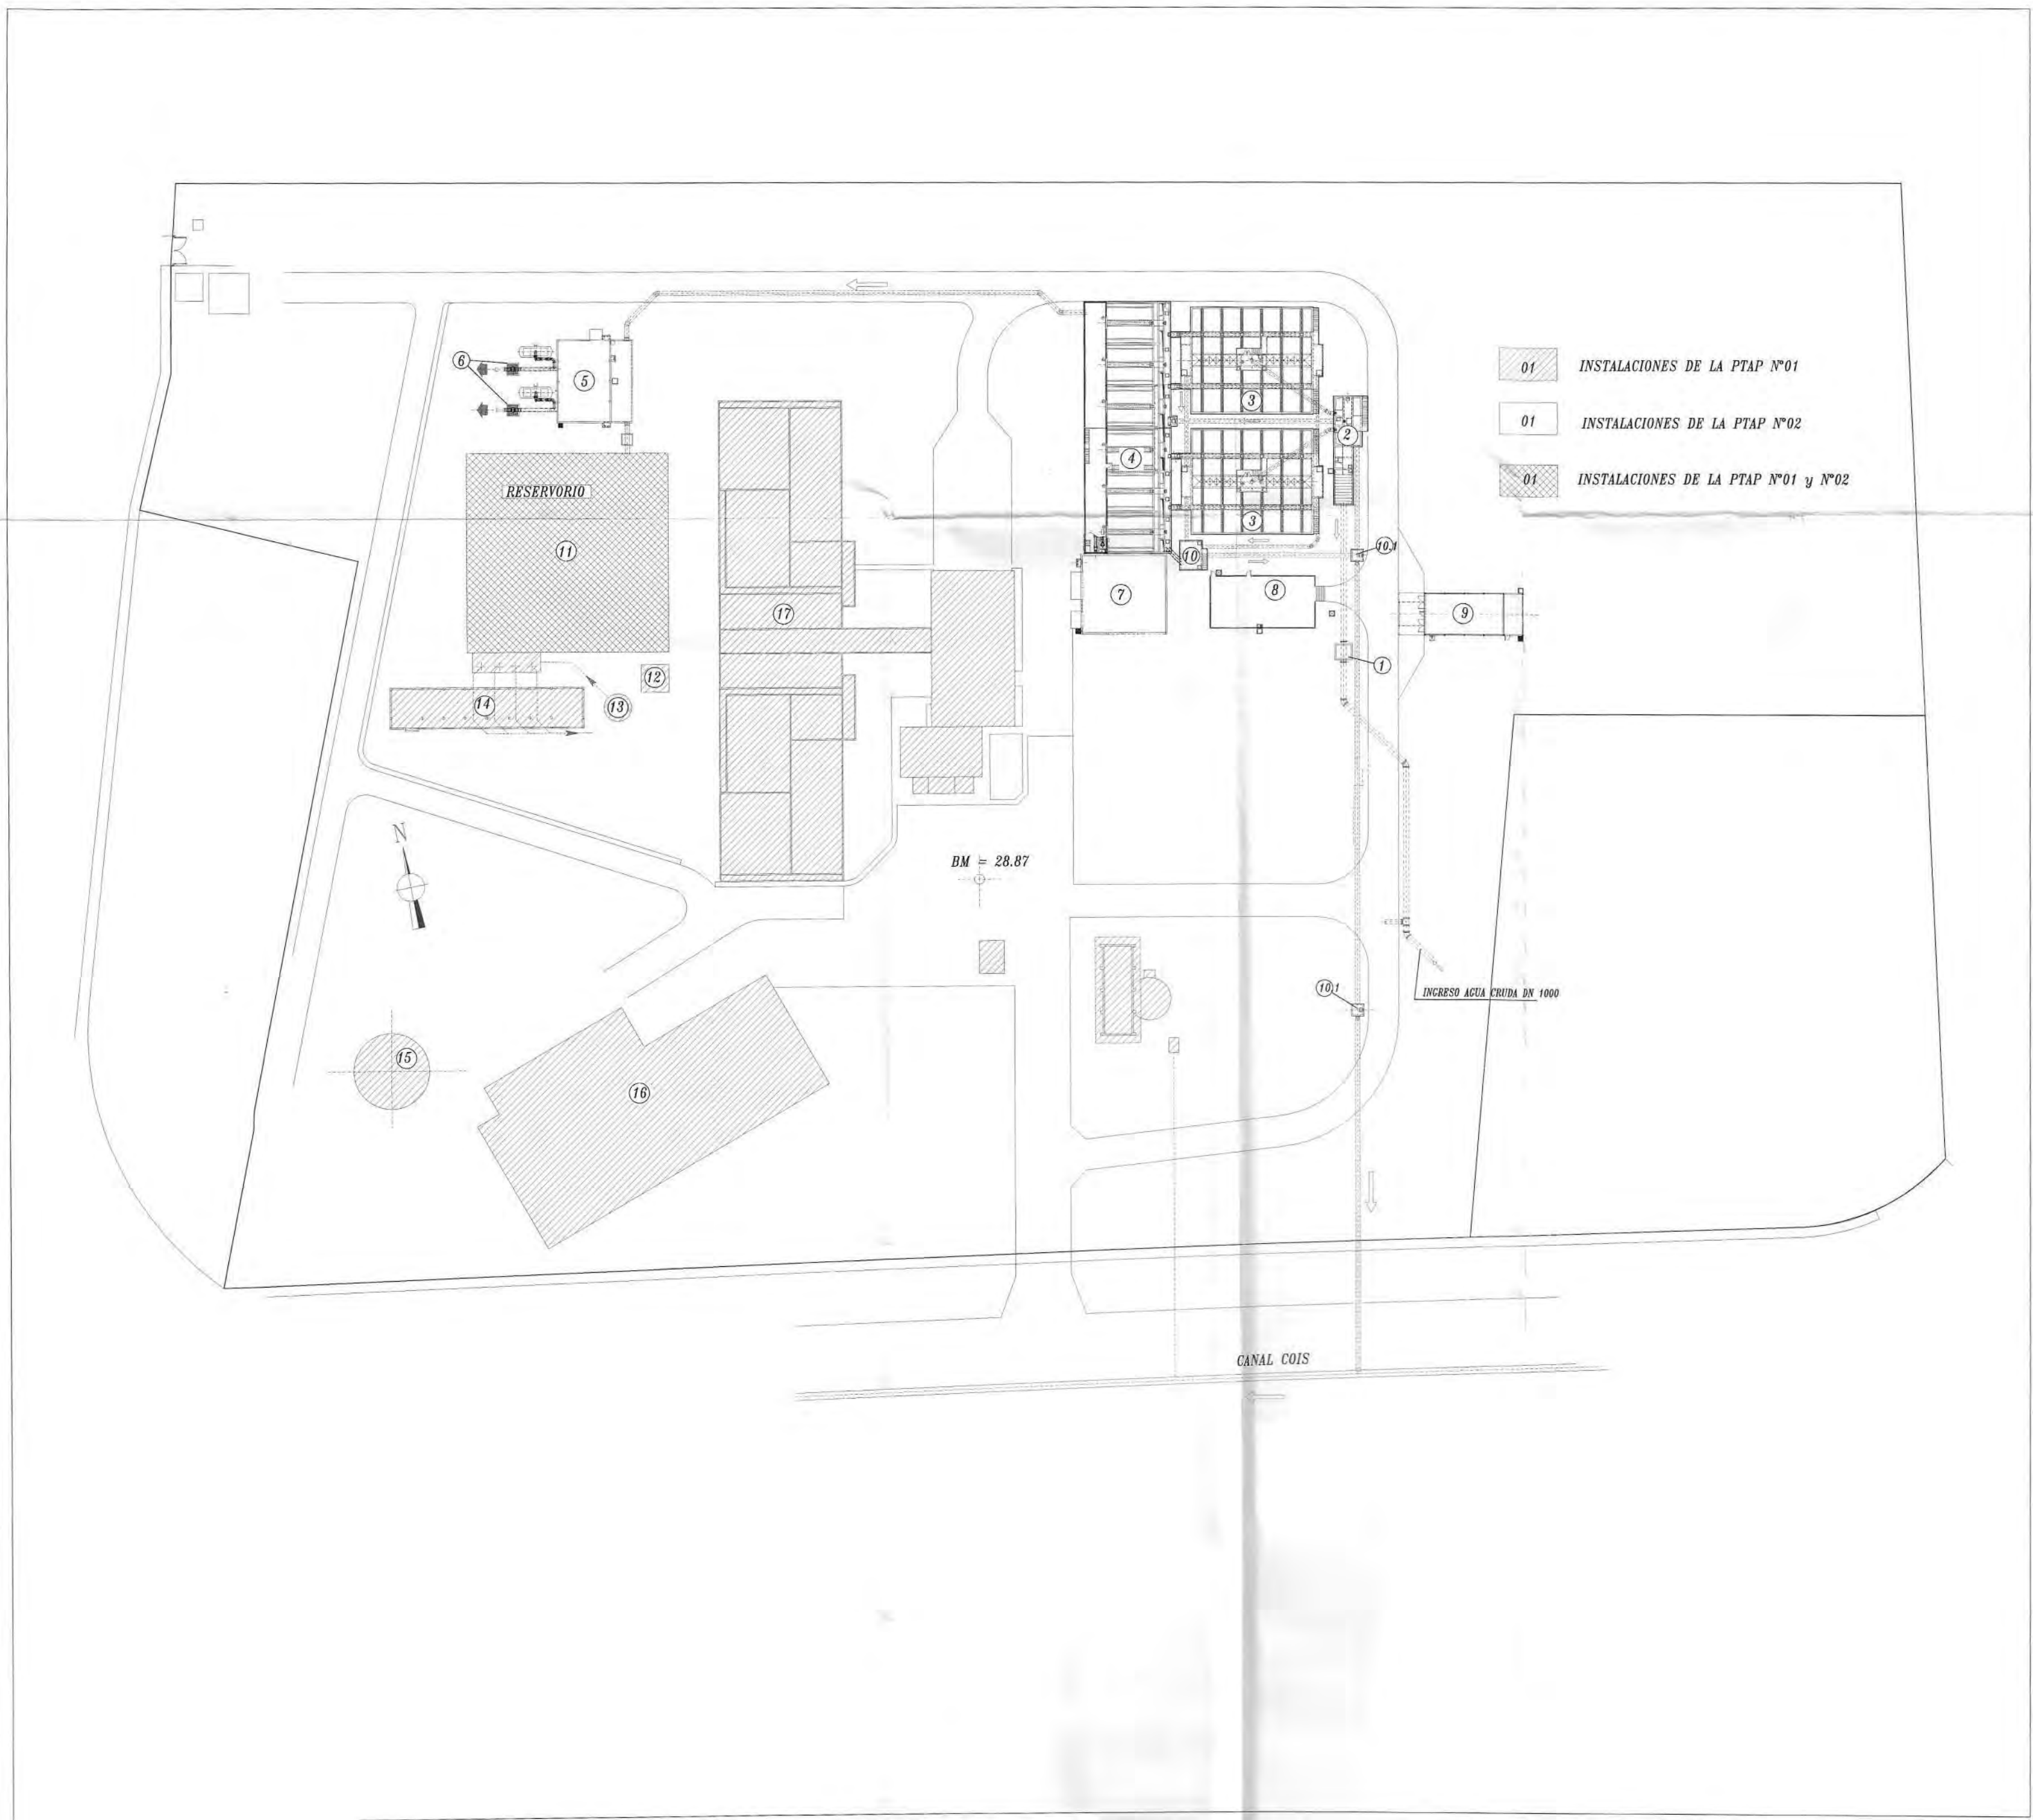 6
5
3
2
4
3
01 INSTALACIONES DE LA PTAP N°01
01 INSTALACIONES DE LA PTAP N°02
01 INSTALACIONES DE LA PTAP N°01 y N°02
RESERVORIO
11
10
10.1
7
8
9
17
1
12
13
14
N
BM = 28.87
INGRESO AGUA CRUDA DN 1000
10.1
15
16
CANAL COIS